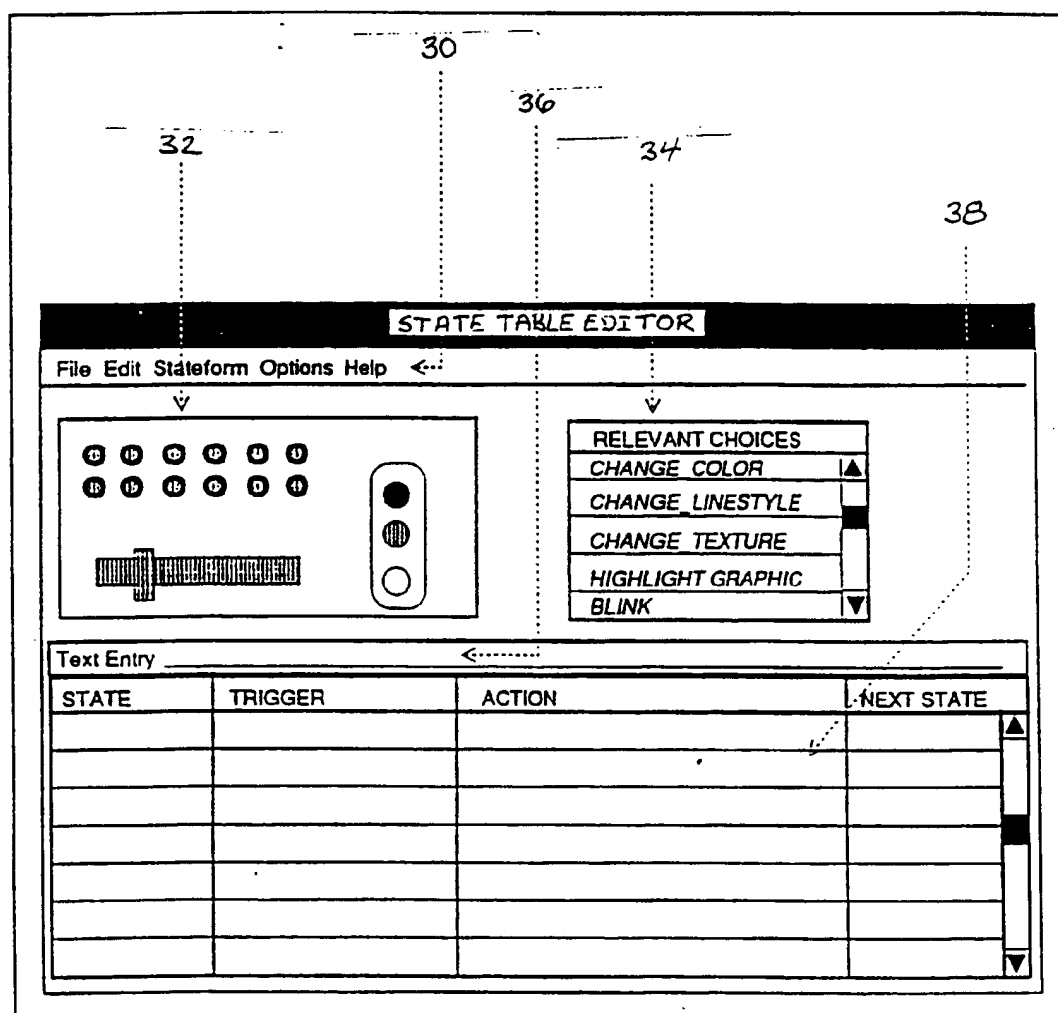 30
36
32
34
38
STATE TABLE EDITOR
File Edit Stateform Options Help
RELEVANT CHOICES
CHANGE_COLOR
CHANGE_LINESTYLE
CHANGE_TEXTURE
HIGHLIGHT GRAPHIC
BLINK
Text Entry
STATE TRIGGER ACTION NEXT STATE